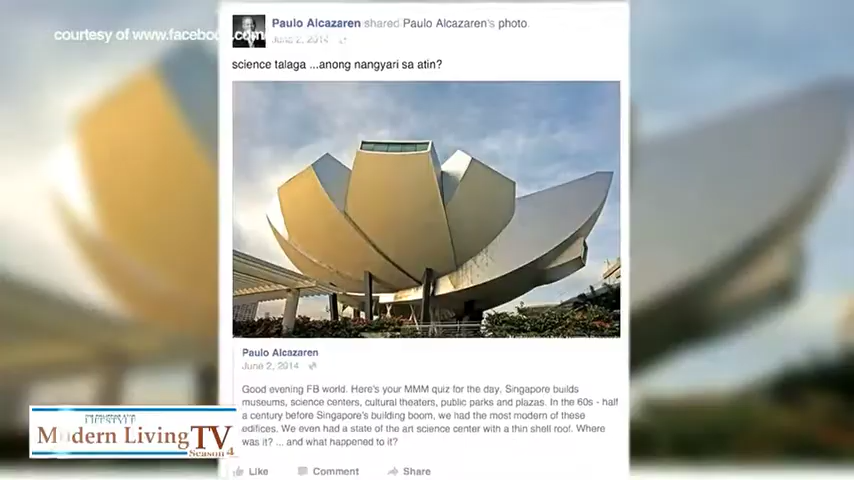 courtesy of www.facebook.com
Paulo Alcazaren shared Paulo Alcazaren's photo.
June 2, 2014
science talaga ...anong nangyari sa atin?
Paulo Alcazaren
June 2, 2014
Good evening FB world. Here's your MMM quiz for the day, Singapore builds
museums, science centers, cultural theaters, public parks and plazas. In the 60s - half
a century before Singapore's building boom, we had the most modern of these
edifices. We even had a state of the art science center with a thin shell roof. Where
was it? ... and what happened to it?
Like Comment Share
LIFESTYLE
Modern Living TV
Season 4